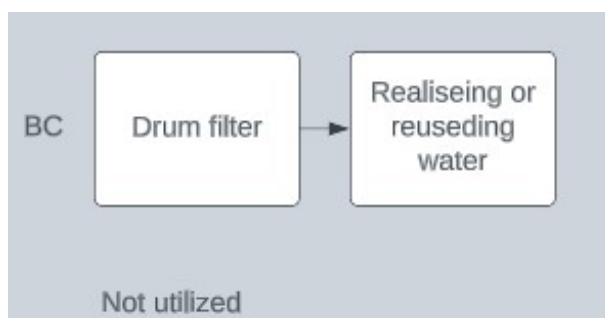 BC
Drum filter
Realiseing or
reuseding
water
Not utilized